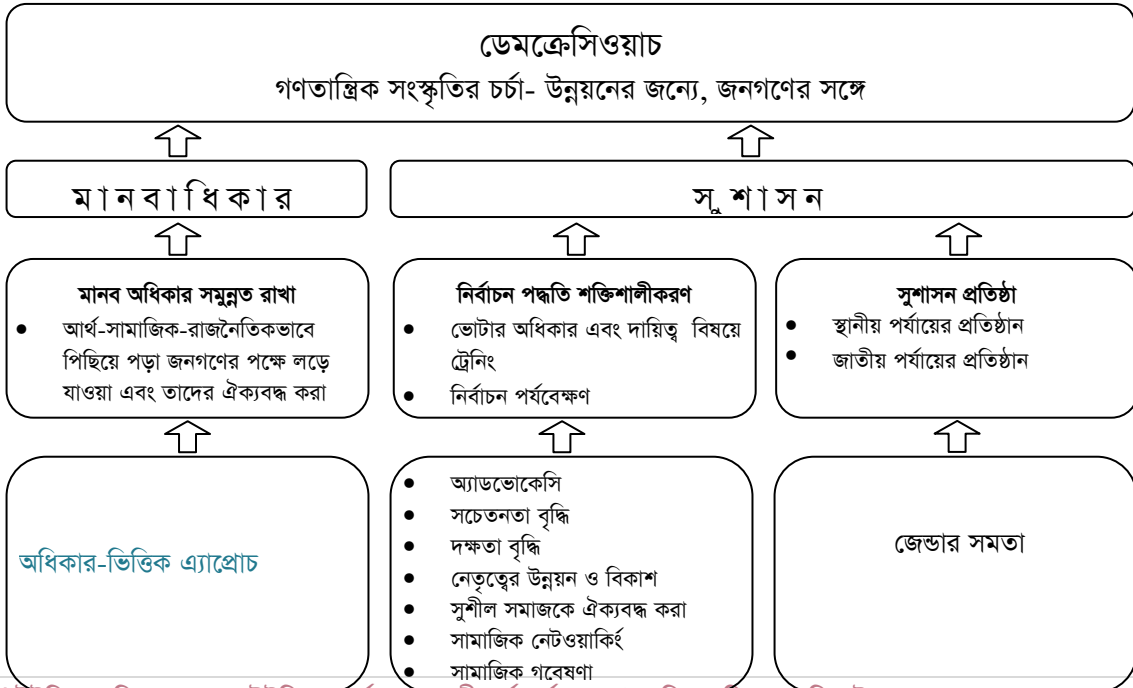 ডেমক্রেসিওয়াচ
গণতান্ত্রিক সংস্কৃতির চর্চা- উন্নয়নের জন্যে, জনগণের সঙ্গে
মানবাধিকার
সুশাসন
মানব অধিকার সমুন্নত রাখা
• আর্থ-সামাজিক-রাজনৈতিকভাবে
পিছিয়ে পড়া জনগণের পক্ষে লড়ে
যাওয়া এবং তাদের ঐক্যবদ্ধ করা
নির্বাচন পদ্ধতি শক্তিশালীকরণ
• ভোটার অধিকার এবং দায়িত্ব বিষয়ে
ট্রেনিং
• নির্বাচন পর্যবেক্ষণ
সুশাসন প্রতিষ্ঠা
• স্থানীয় পর্যায়ের প্রতিষ্ঠান
• জাতীয় পর্যায়ের প্রতিষ্ঠান
অধিকার-ভিত্তিক এ্যাপ্রোচ
• অ্যাডভোকেসি
• সচেতনতা বৃদ্ধি
• দক্ষতা বৃদ্ধি
• নেতৃত্বের উন্নয়ন ও বিকাশ
• সুশীল সমাজকে ঐক্যবদ্ধ করা
• সামাজিক নেটওয়ার্কিং
• সামাজিক গবেষণা
জেন্ডার সমতা